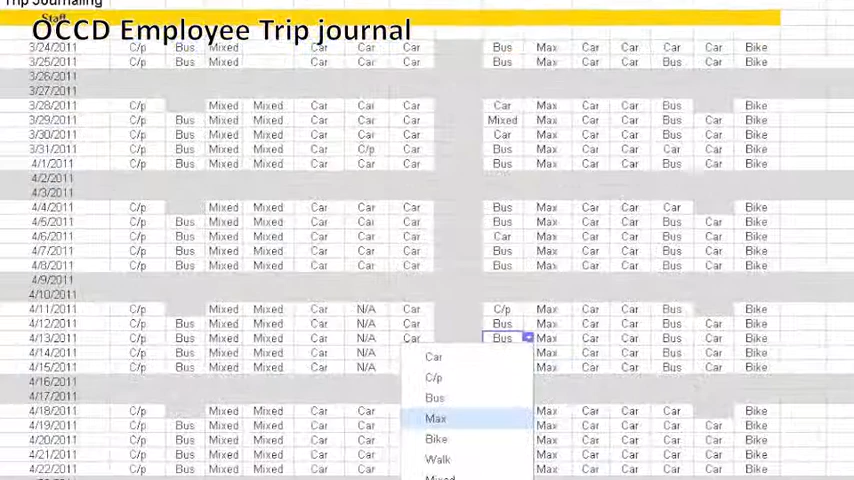 Trip Journaling
Staff
OCCD Employee Trip journal
3/24/2011 C/p Bus Mixed Car Car Car Bus Max Car Car Car Car Bike
3/25/2011 C/p Bus Mixed Car Car Car Bus Max Car Car Bus Car Bike
3/26/2011
3/27/2011
3/28/2011 C/p Mixed Mixed Car Car Car Car Max Car Car Bus Bike
3/29/2011 C/p Bus Mixed Mixed Car Car Car Mixed Max Car Car Bus Car Bike
3/30/2011 C/p Bus Mixed Mixed Car Car Car Car Max Car Car Bus Car Bike
3/31/2011 C/p Bus Mixed Mixed Car C/p Car Bus Max Car Car Car Car Bike
4/1/2011 C/p Bus Mixed Mixed Car Car Car Bus Max Car Car Bus Car Bike
4/2/2011
4/3/2011
4/4/2011 C/p Mixed Mixed Car Car Car Bus Max Car Car Car Bike
4/5/2011 C/p Bus Mixed Mixed Car Car Car Bus Max Car Car Bus Car Bike
4/6/2011 C/p Bus Mixed Mixed Car Car Car Car Max Car Car Bus Car Bike
4/7/2011 C/p Bus Mixed Mixed Car Car Car Bus Max Car Car Bus Car Bike
4/8/2011 C/p Bus Mixed Mixed Car Car Car Bus Max Car Car Bus Car Bike
4/9/2011
4/10/2011
4/11/2011 C/p Mixed Mixed Car N/A Car C/p Max Car Car Bus Bike
4/12/2011 C/p Bus Mixed Mixed Car N/A Car Bus Max Car Car Bus Car Bike
4/13/2011 C/p Bus Mixed Mixed Car N/A Car Bus Max Car Car Bus Car Bike
4/14/2011 C/p Bus Mixed Mixed Car N/A Max Car Car Bus Car Bike
Car
4/15/2011 C/p Bus Mixed Mixed Car N/A Max Car Car Bus Car Bike
C/p
4/16/2011
4/17/2011
Bus
4/18/2011 C/p Mixed Mixed Car Car Max Car Car Bus Bike
Max
4/19/2011 C/p Bus Mixed Mixed Car Car Max Car Car Car Car Bike
4/20/2011 C/p Bus Mixed Mixed Car Car Max Car Car Car Car Bike
Bike
4/21/2011 C/p Bus Mixed Mixed Car Car Max Car Car Car Car Bike
Walk
4/22/2011 C/p Bus Mixed Mixed Car Car Max Car Car Car Car Bike
Mixed